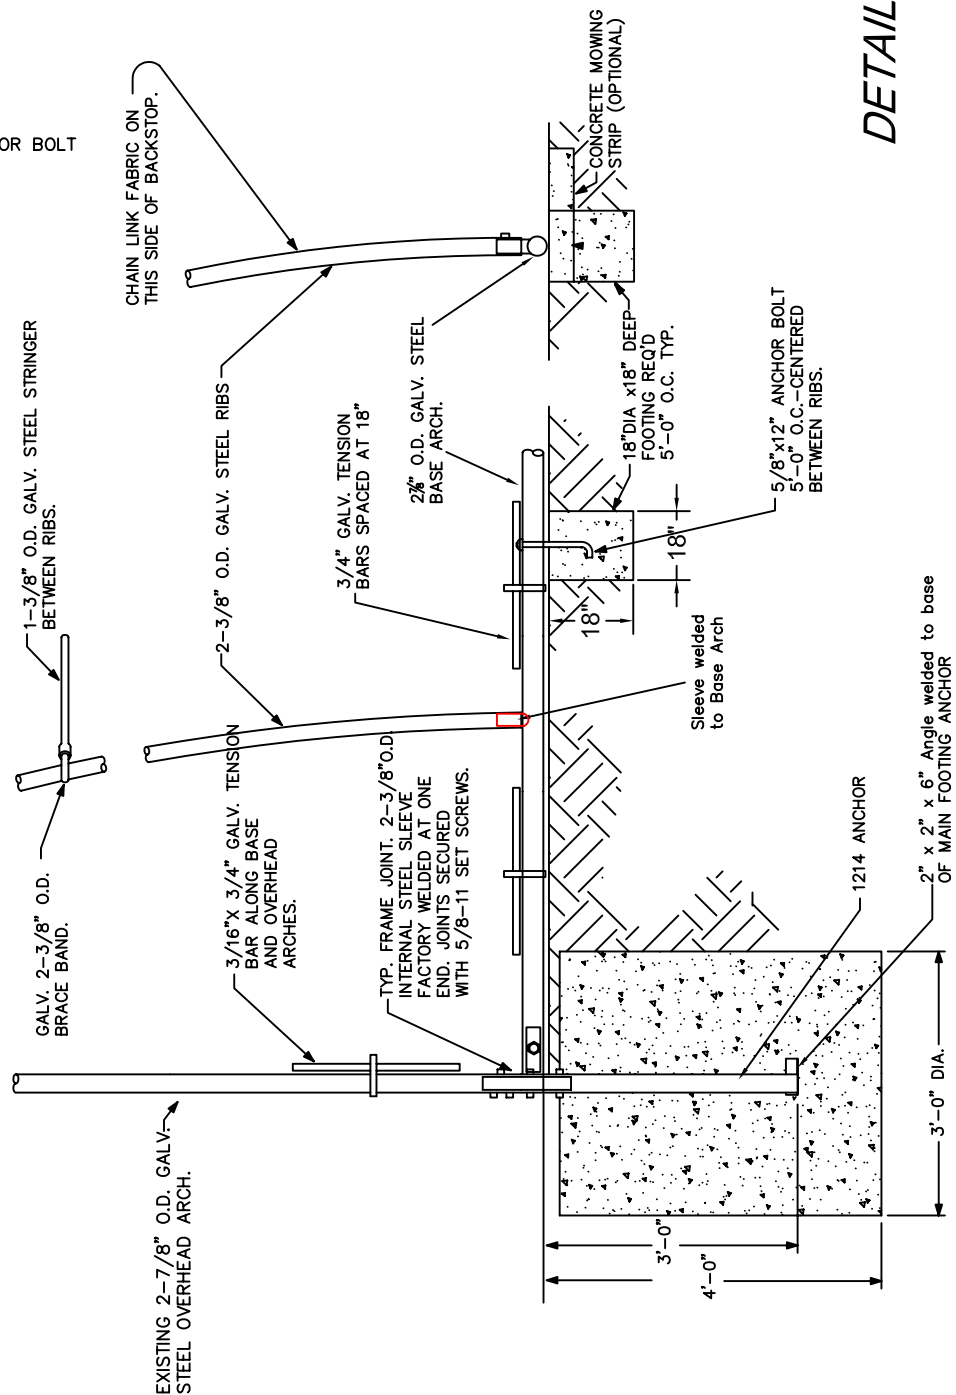 OR BOLT
CHAIN LINK FABRIC ON
THIS SIDE OF BACKSTOP.
1-3/8" O.D. GALV. STEEL STRINGER
BETWEEN RIBS.
GALV. 2-3/8" O.D.
BRACE BAND.
2-3/8" O.D. GALV. STEEL RIBS
3/16"X 3/4" GALV. TENSION
BAR ALONG BASE
AND OVERHEAD
ARCHES.
EXISTING 2-7/8" O.D. GALV.
STEEL OVERHEAD ARCH.
3/4" GALV. TENSION
BARS SPACED AT 18"
TYP. FRAME JOINT. 2-3/8"O.D.
INTERNAL STEEL SLEEVE
FACTORY WELDED AT ONE
END. JOINTS SECURED
WITH 5/8-11 SET SCREWS.
2⅞" O.D. GALV. STEEL
BASE ARCH.
CONCRETE MOWING
STRIP (OPTIONAL)
18"DIA x18" DEEP
FOOTING REQ'D
5'-0" O.C. TYP.
18"
18"
5/8"x12" ANCHOR BOLT
5'-0" O.C.-CENTERED
BETWEEN RIBS.
Sleeve welded
to Base Arch
1214 ANCHOR
2" x 2" x 6" Angle welded to base
OF MAIN FOOTING ANCHOR
3'-0"
4'-0"
3'-0" DIA.
DETAIL